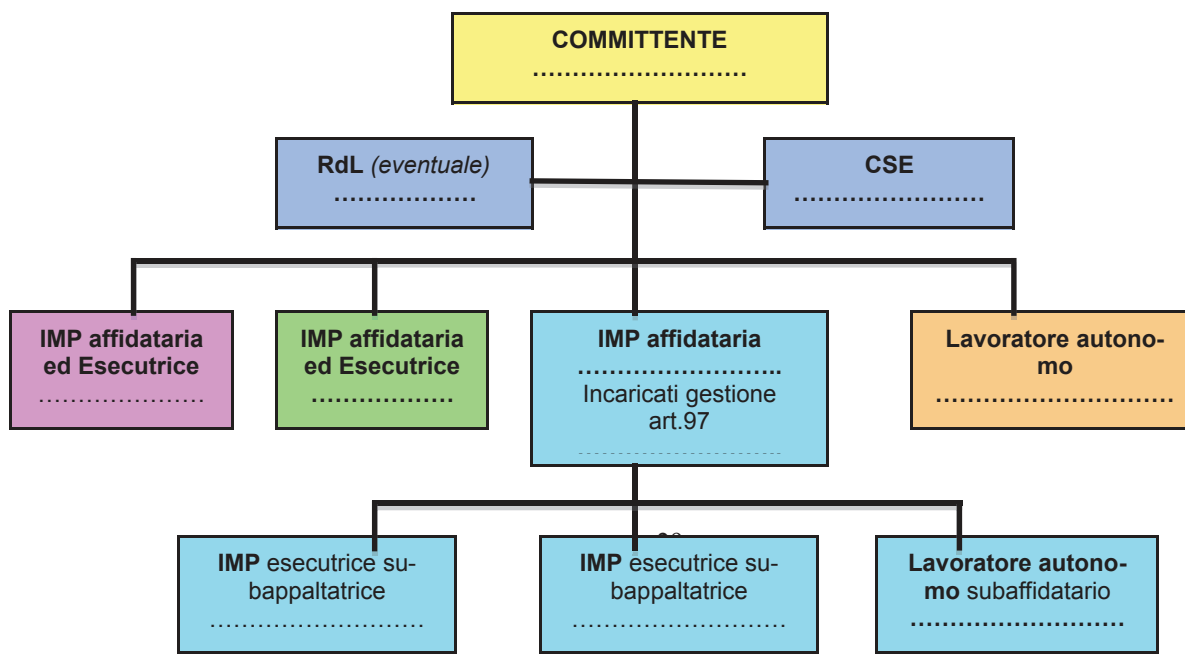 COMMITTENTE
………………………
RdL (eventuale)
………………
CSE
……………………
IMP affidataria
ed Esecutrice
…………………
IMP affidataria
ed Esecutrice
………………
IMP affidataria
……………………..
Incaricati gestione
art.97
……………………..
Lavoratore autono-
mo
…………………………
IMP esecutrice su-
bappaltatrice
………………………
IMP esecutrice su-
bappaltatrice
………………………
Lavoratore autono-
mo subaffidatario
………………………